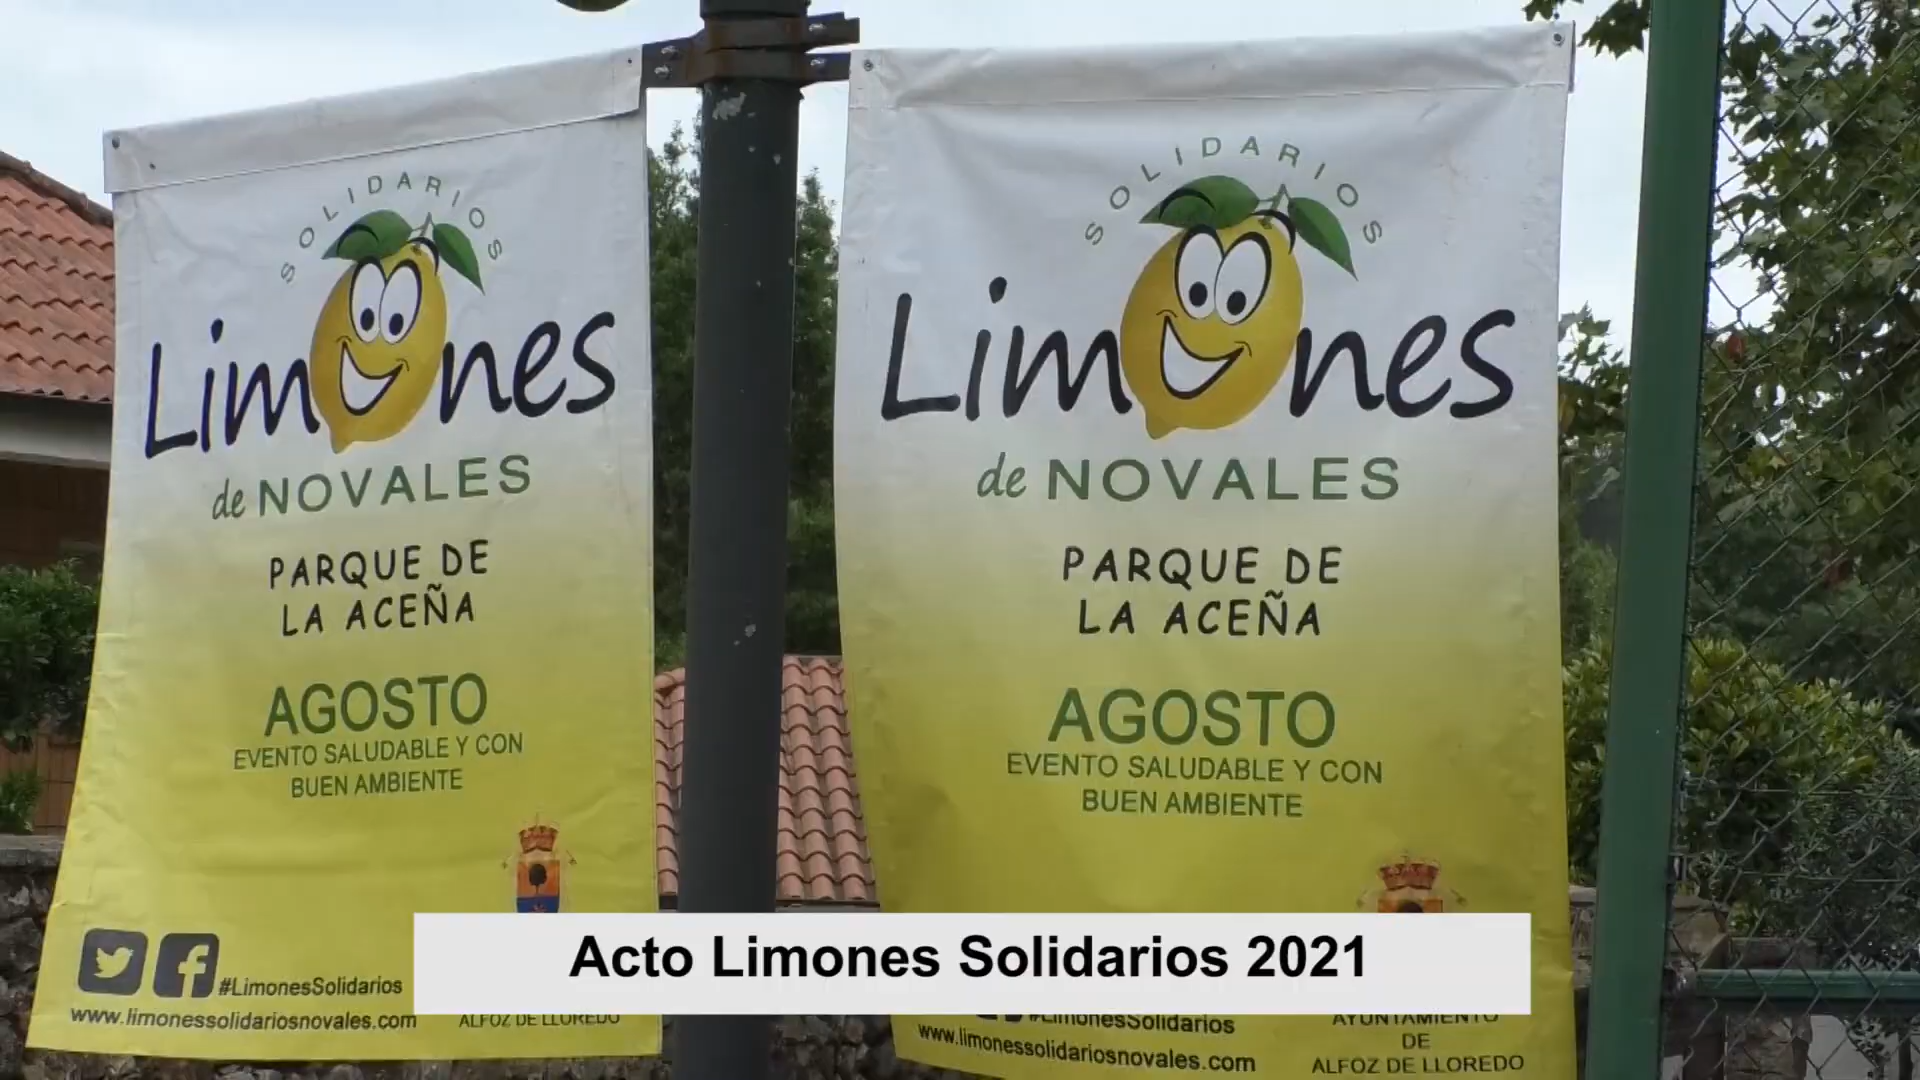 SOLIDARIOS
Limones
de NOVALES
PARQUE DE
LA ACEÑA
AGOSTO
EVENTO SALUDABLE Y CON
BUEN AMBIENTE
#LimonesSolidarios
www.limonessolidariosnovales.com
ALFOZ DE LLOREDO
SOLIDARIOS
Limones
de NOVALES
PARQUE DE
LA ACEÑA
AGOSTO
EVENTO SALUDABLE Y CON
BUEN AMBIENTE
#LimonesSolidarios
www.limonessolidariosnovales.com
AYUNTAMIENTO
DE
ALFOZ DE LLOREDO
Acto Limones Solidarios 2021